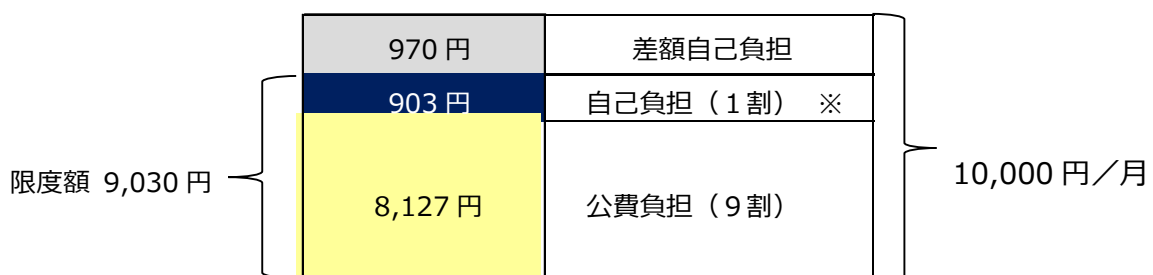 970 円 差額自己負担
903 円 自己負担（１割） ※
限度額 9,030 円
8,127 円 公費負担（９割）
10,000 円／月